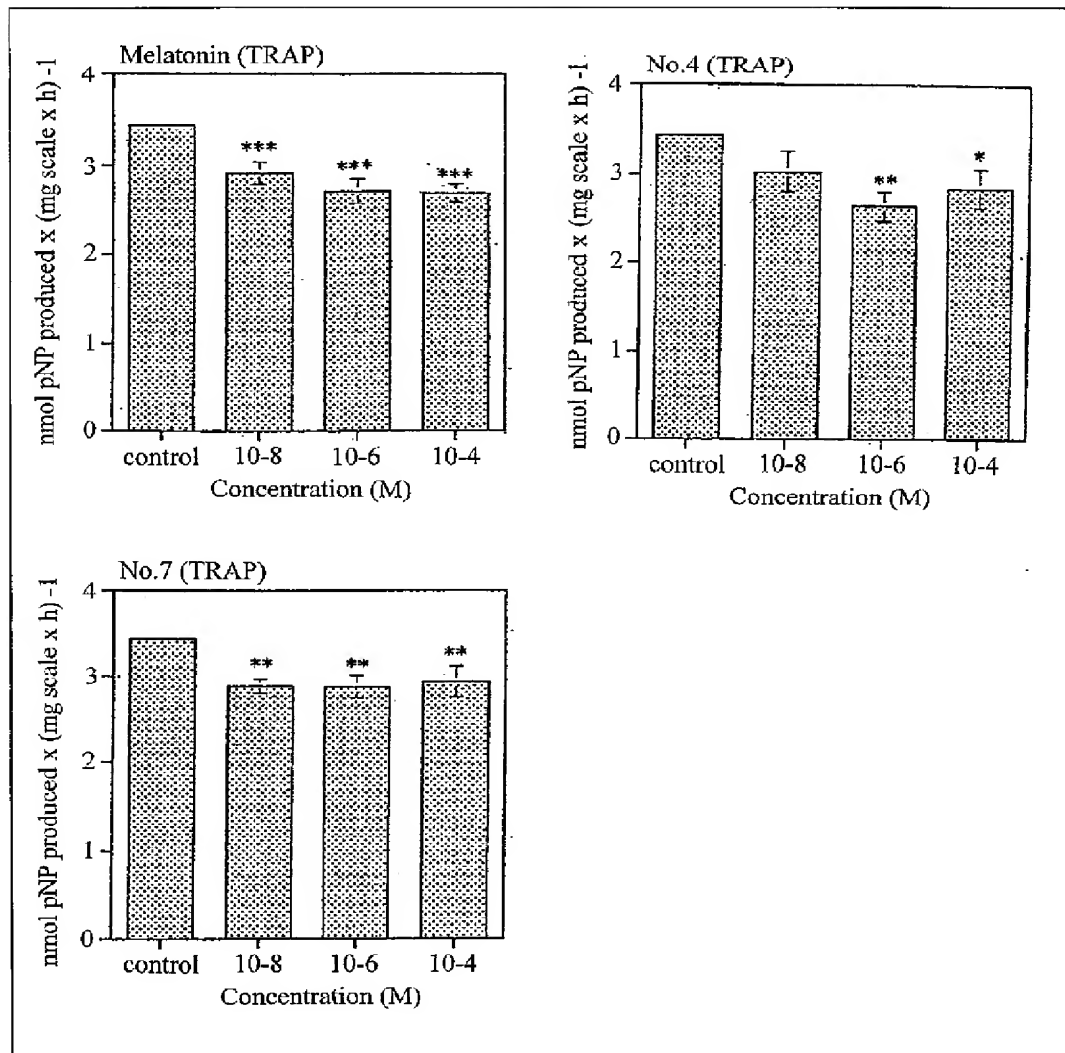 Melatonin (TRAP)
nmol pNP produced x (mg scale x h) -1
4
3
2
1
0
***
***
***
control 10-8 10-6 10-4
Concentration (M)
No.4 (TRAP)
nmol pNP produced x (mg scale x h) -1
4
3
2
1
0
**
*
control 10-8 10-6 10-4
Concentration (M)
No.7 (TRAP)
nmol pNP produced x (mg scale x h) -1
4
3
2
1
0
**
**
**
control 10-8 10-6 10-4
Concentration (M)